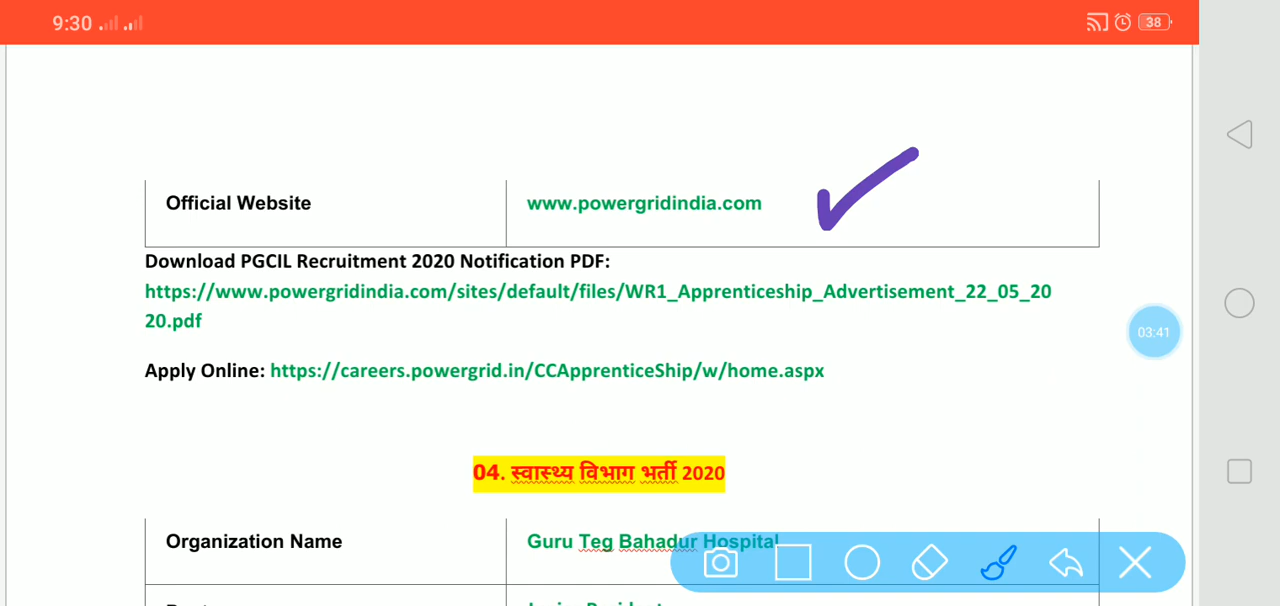 9:30
38
Official Website www.powergridindia.com
Download PGCIL Recruitment 2020 Notification PDF:
https://www.powergridindia.com/sites/default/files/WR1_Apprenticeship_Advertisement_22_05_20
20.pdf
03:41
Apply Online: https://careers.powergrid.in/CCApprenticeShip/w/home.aspx
04. स्वास्थ्य विभाग भर्ती 2020
Organization Name Guru Teg Bahadur Hospital